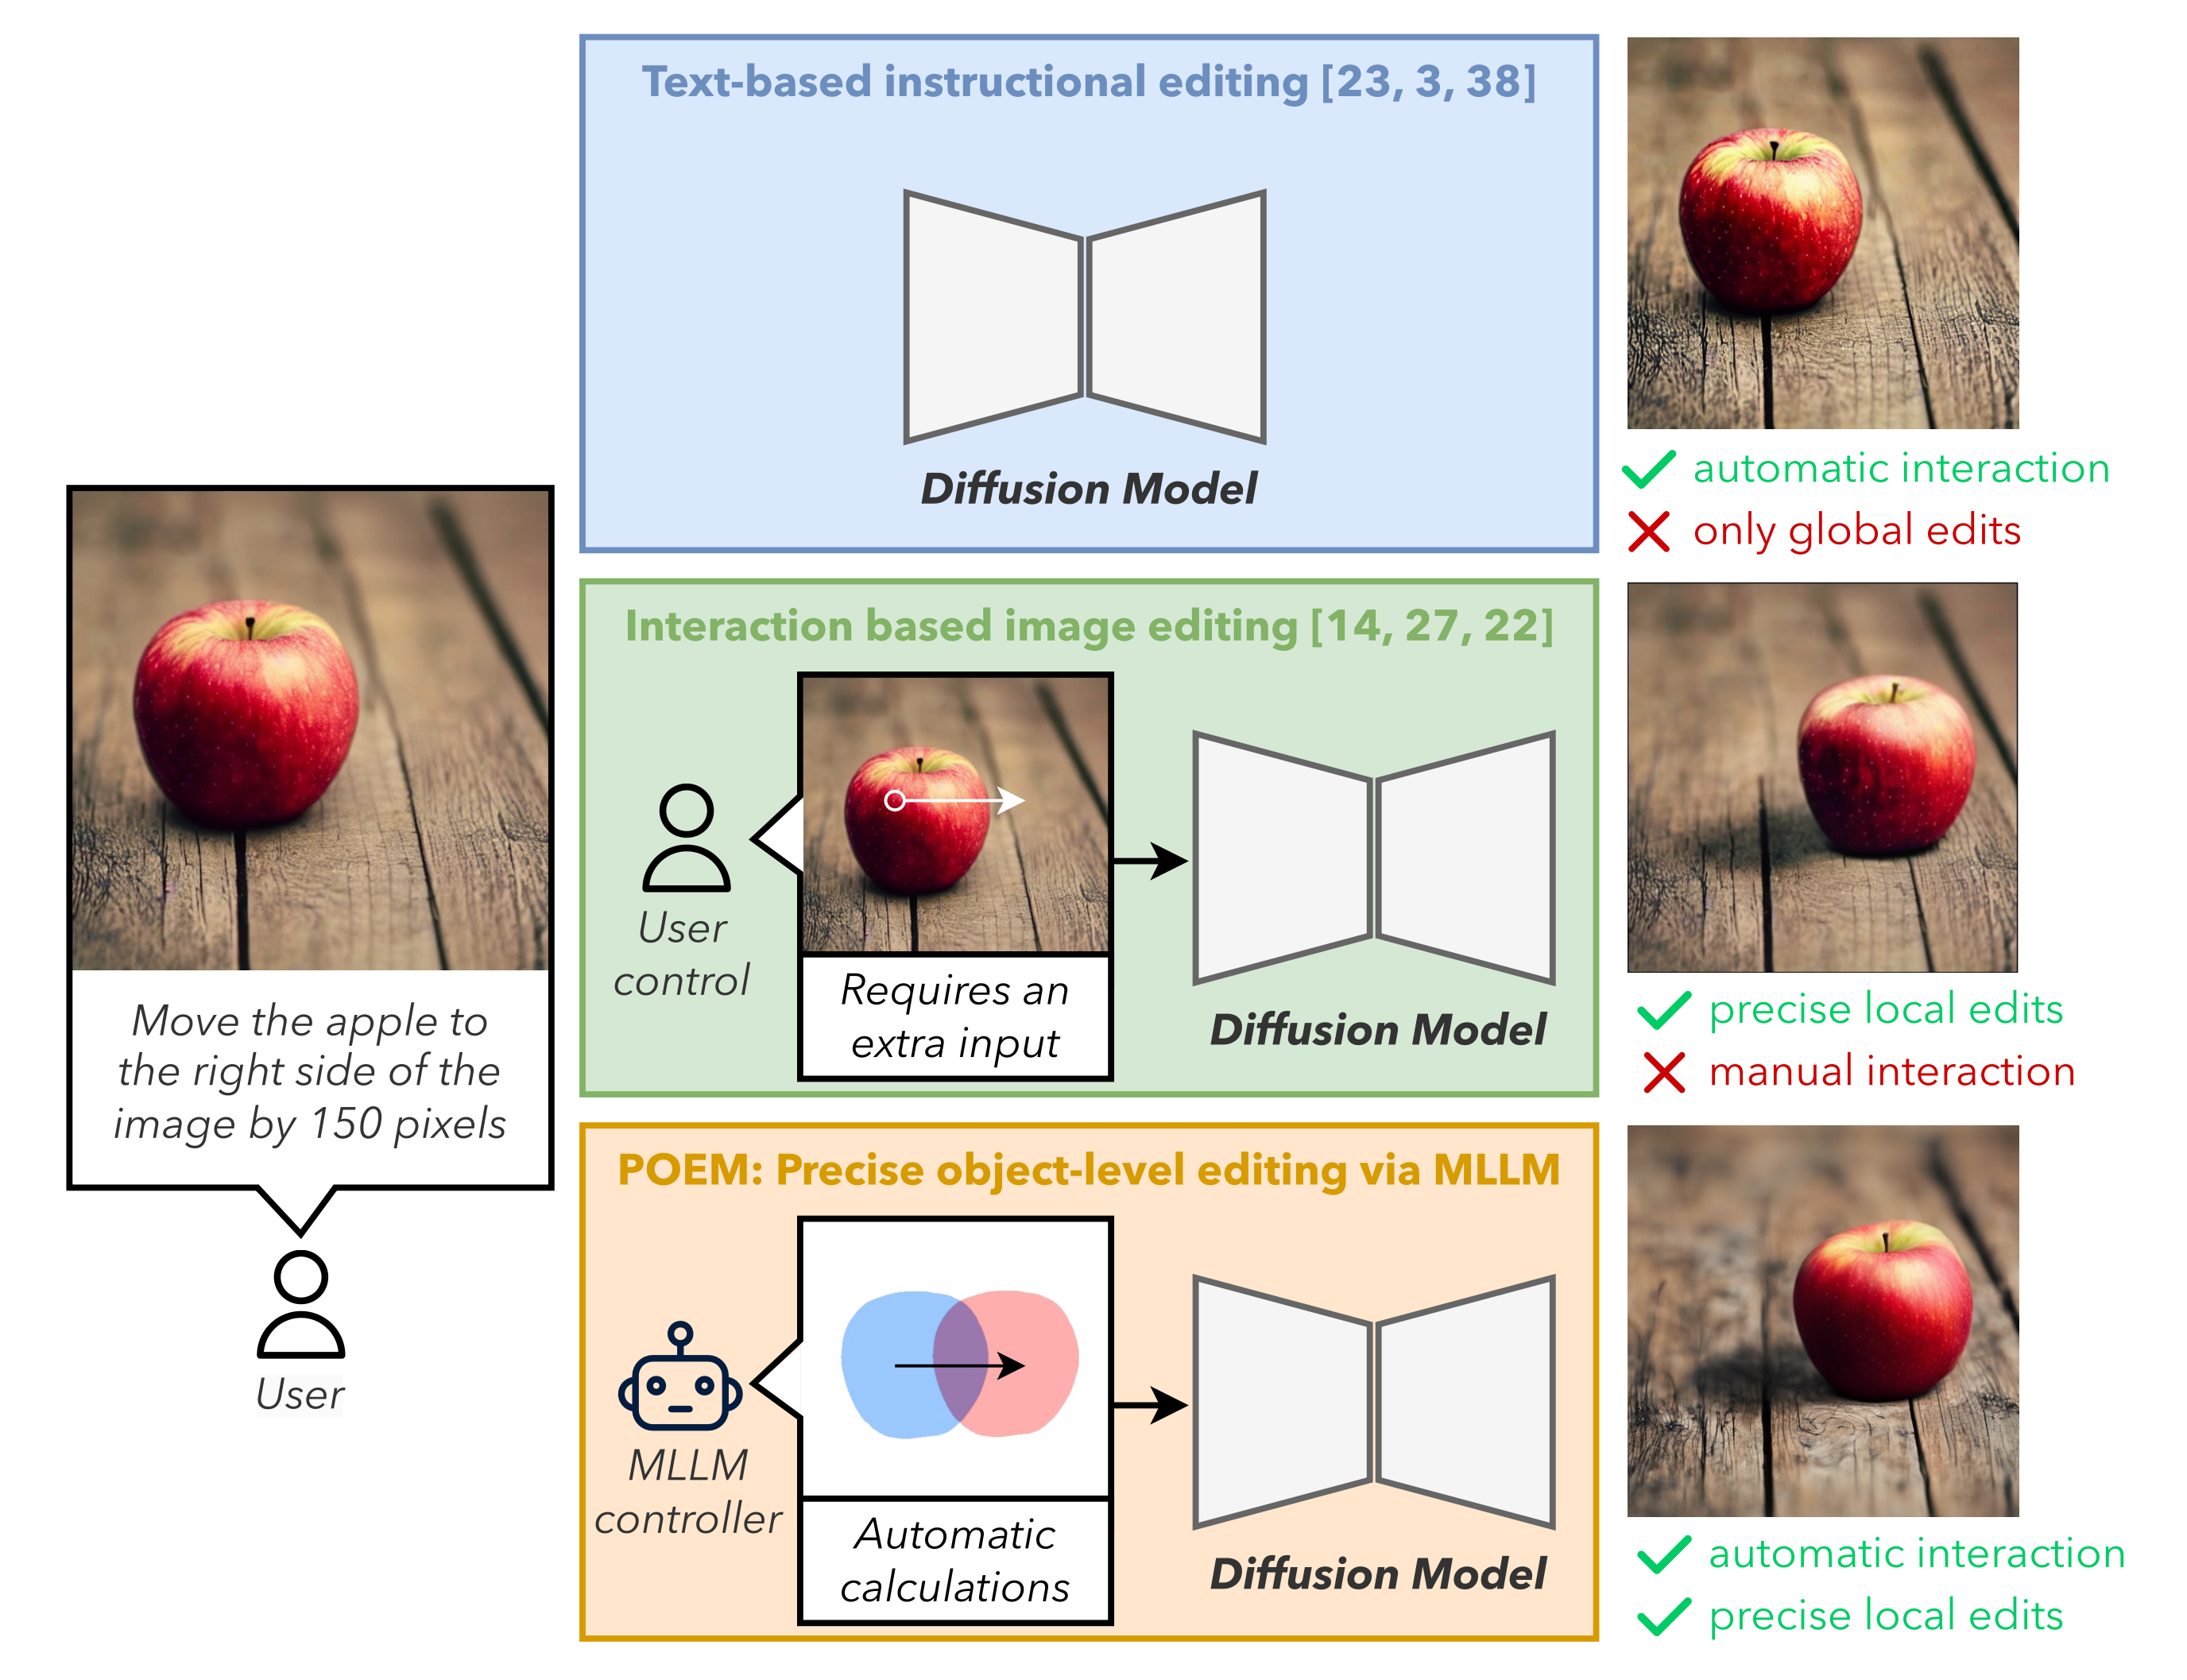 Move the apple to
the right side of the
image by 150 pixels
User
Text-based instructional editing [23, 3, 38]
Diffusion Model
automatic interaction
only global edits
Interaction based image editing [14, 27, 22]
User
control
Requires an
extra input
Diffusion Model
precise local edits
manual interaction
POEM: Precise object-level editing via MLLM
MLLM
controller
Automatic
calculations
Diffusion Model
automatic interaction
precise local edits